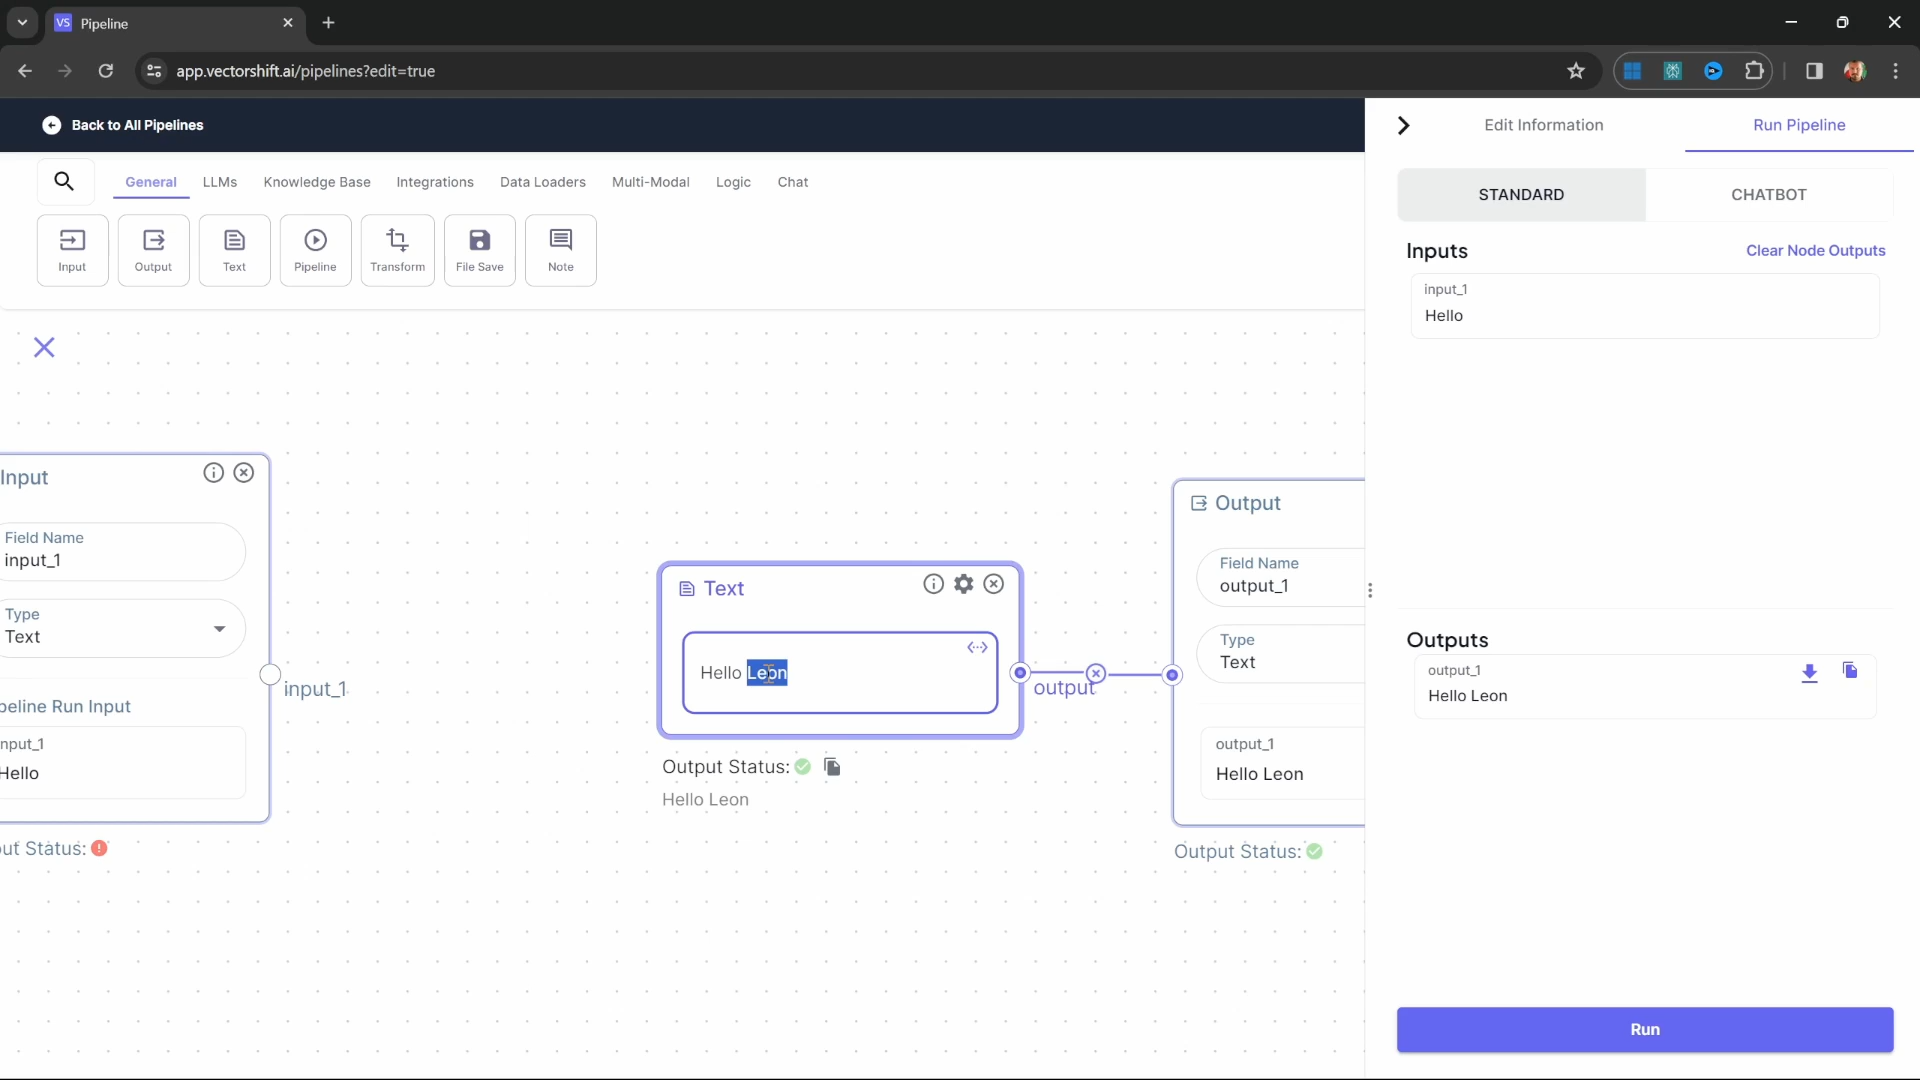 VS Pipeline
app.vectorshift.ai/pipelines?edit=true
Back to All Pipelines
Edit Information
Run Pipeline
General
LLMs
Knowledge Base
Integrations
Data Loaders
Multi-Modal
Logic
Chat
Input
Output
Text
Pipeline
Transform
File Save
Note
STANDARD
CHATBOT
Inputs
Clear Node Outputs
input_1
Hello
Input
Field Name
input_1
Type
Text
input_1
peline Run Input
nput_1
Hello
ut Status:
Text
Hello Leon
output
Output Status:
Hello Leon
Output
Field Name
output_1
Type
Text
output_1
Hello Leon
Output Status:
Outputs
output_1
Hello Leon
Run